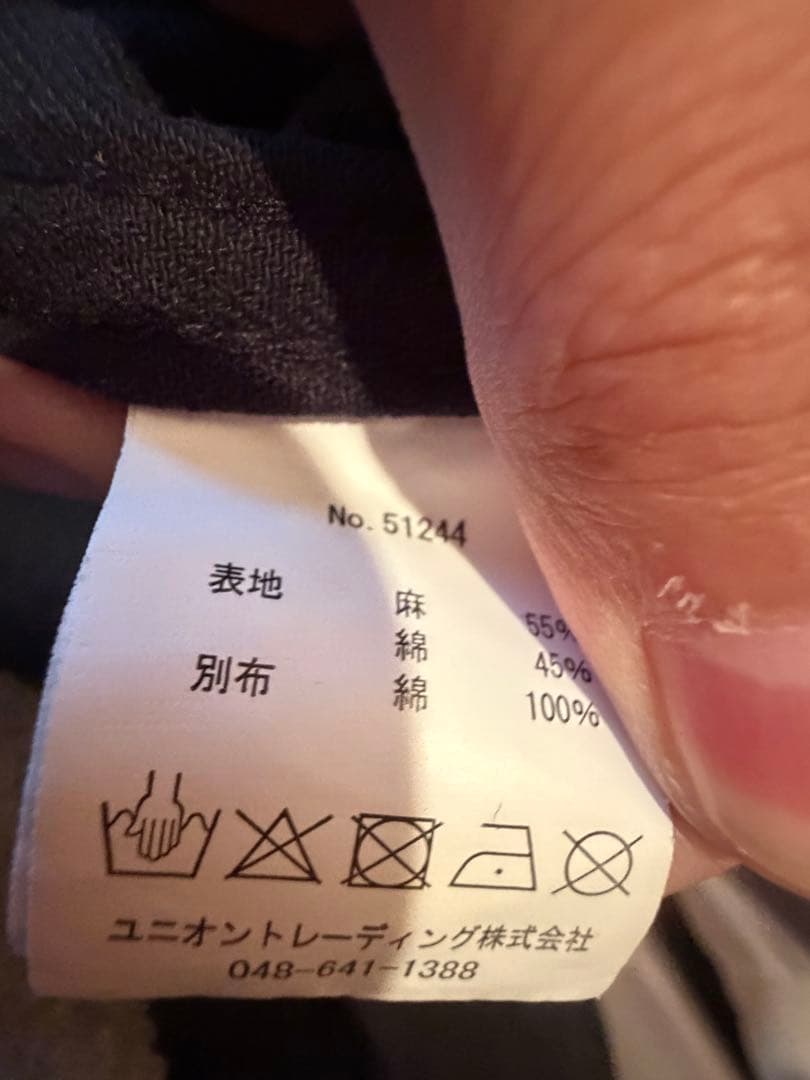 No. 51244
表地 麻 55%
綿 45%
別布 綿 100%
ユニオントレーディング株式会社
048-641-1388